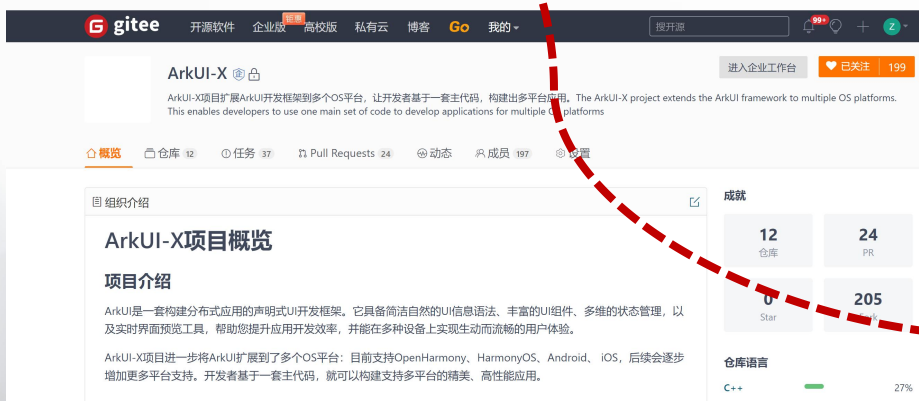 gitee 开源软件 企业版 钜惠 高校版 私有云 博客 Go 我的 搜开源 99+ Z
ArkUI-X 进入企业工作台 已关注 199
ArkUI-X项目扩展ArkUI开发框架到多个OS平台，让开发者基于一套主代码，构建出多平台应用。The ArkUI-X project extends the ArkUI framework to multiple OS platforms.
This enables developers to use one main set of code to develop applications for multiple OS platforms
概览 仓库 12 任务 37 Pull Requests 24 动态 成员 197 设置
组织介绍
成就
ArkUI-X项目概览
12 24
仓库 PR
项目介绍
ArkUI是一套构建分布式应用的声明式UI开发框架。它具备简洁自然的UI信息语法、丰富的UI组件、多维的状态管理，以
及实时界面预览工具，帮助您提升应用开发效率，并能在多种设备上实现生动而流畅的用户体验。
0 205
Star Fork
ArkUI-X项目进一步将ArkUI扩展到了多个OS平台：目前支持OpenHarmony、HarmonyOS、Android、 iOS，后续会逐步
增加更多平台支持。开发者基于一套主代码，就可以构建支持多平台的精美、高性能应用。
仓库语言
C++ 27%